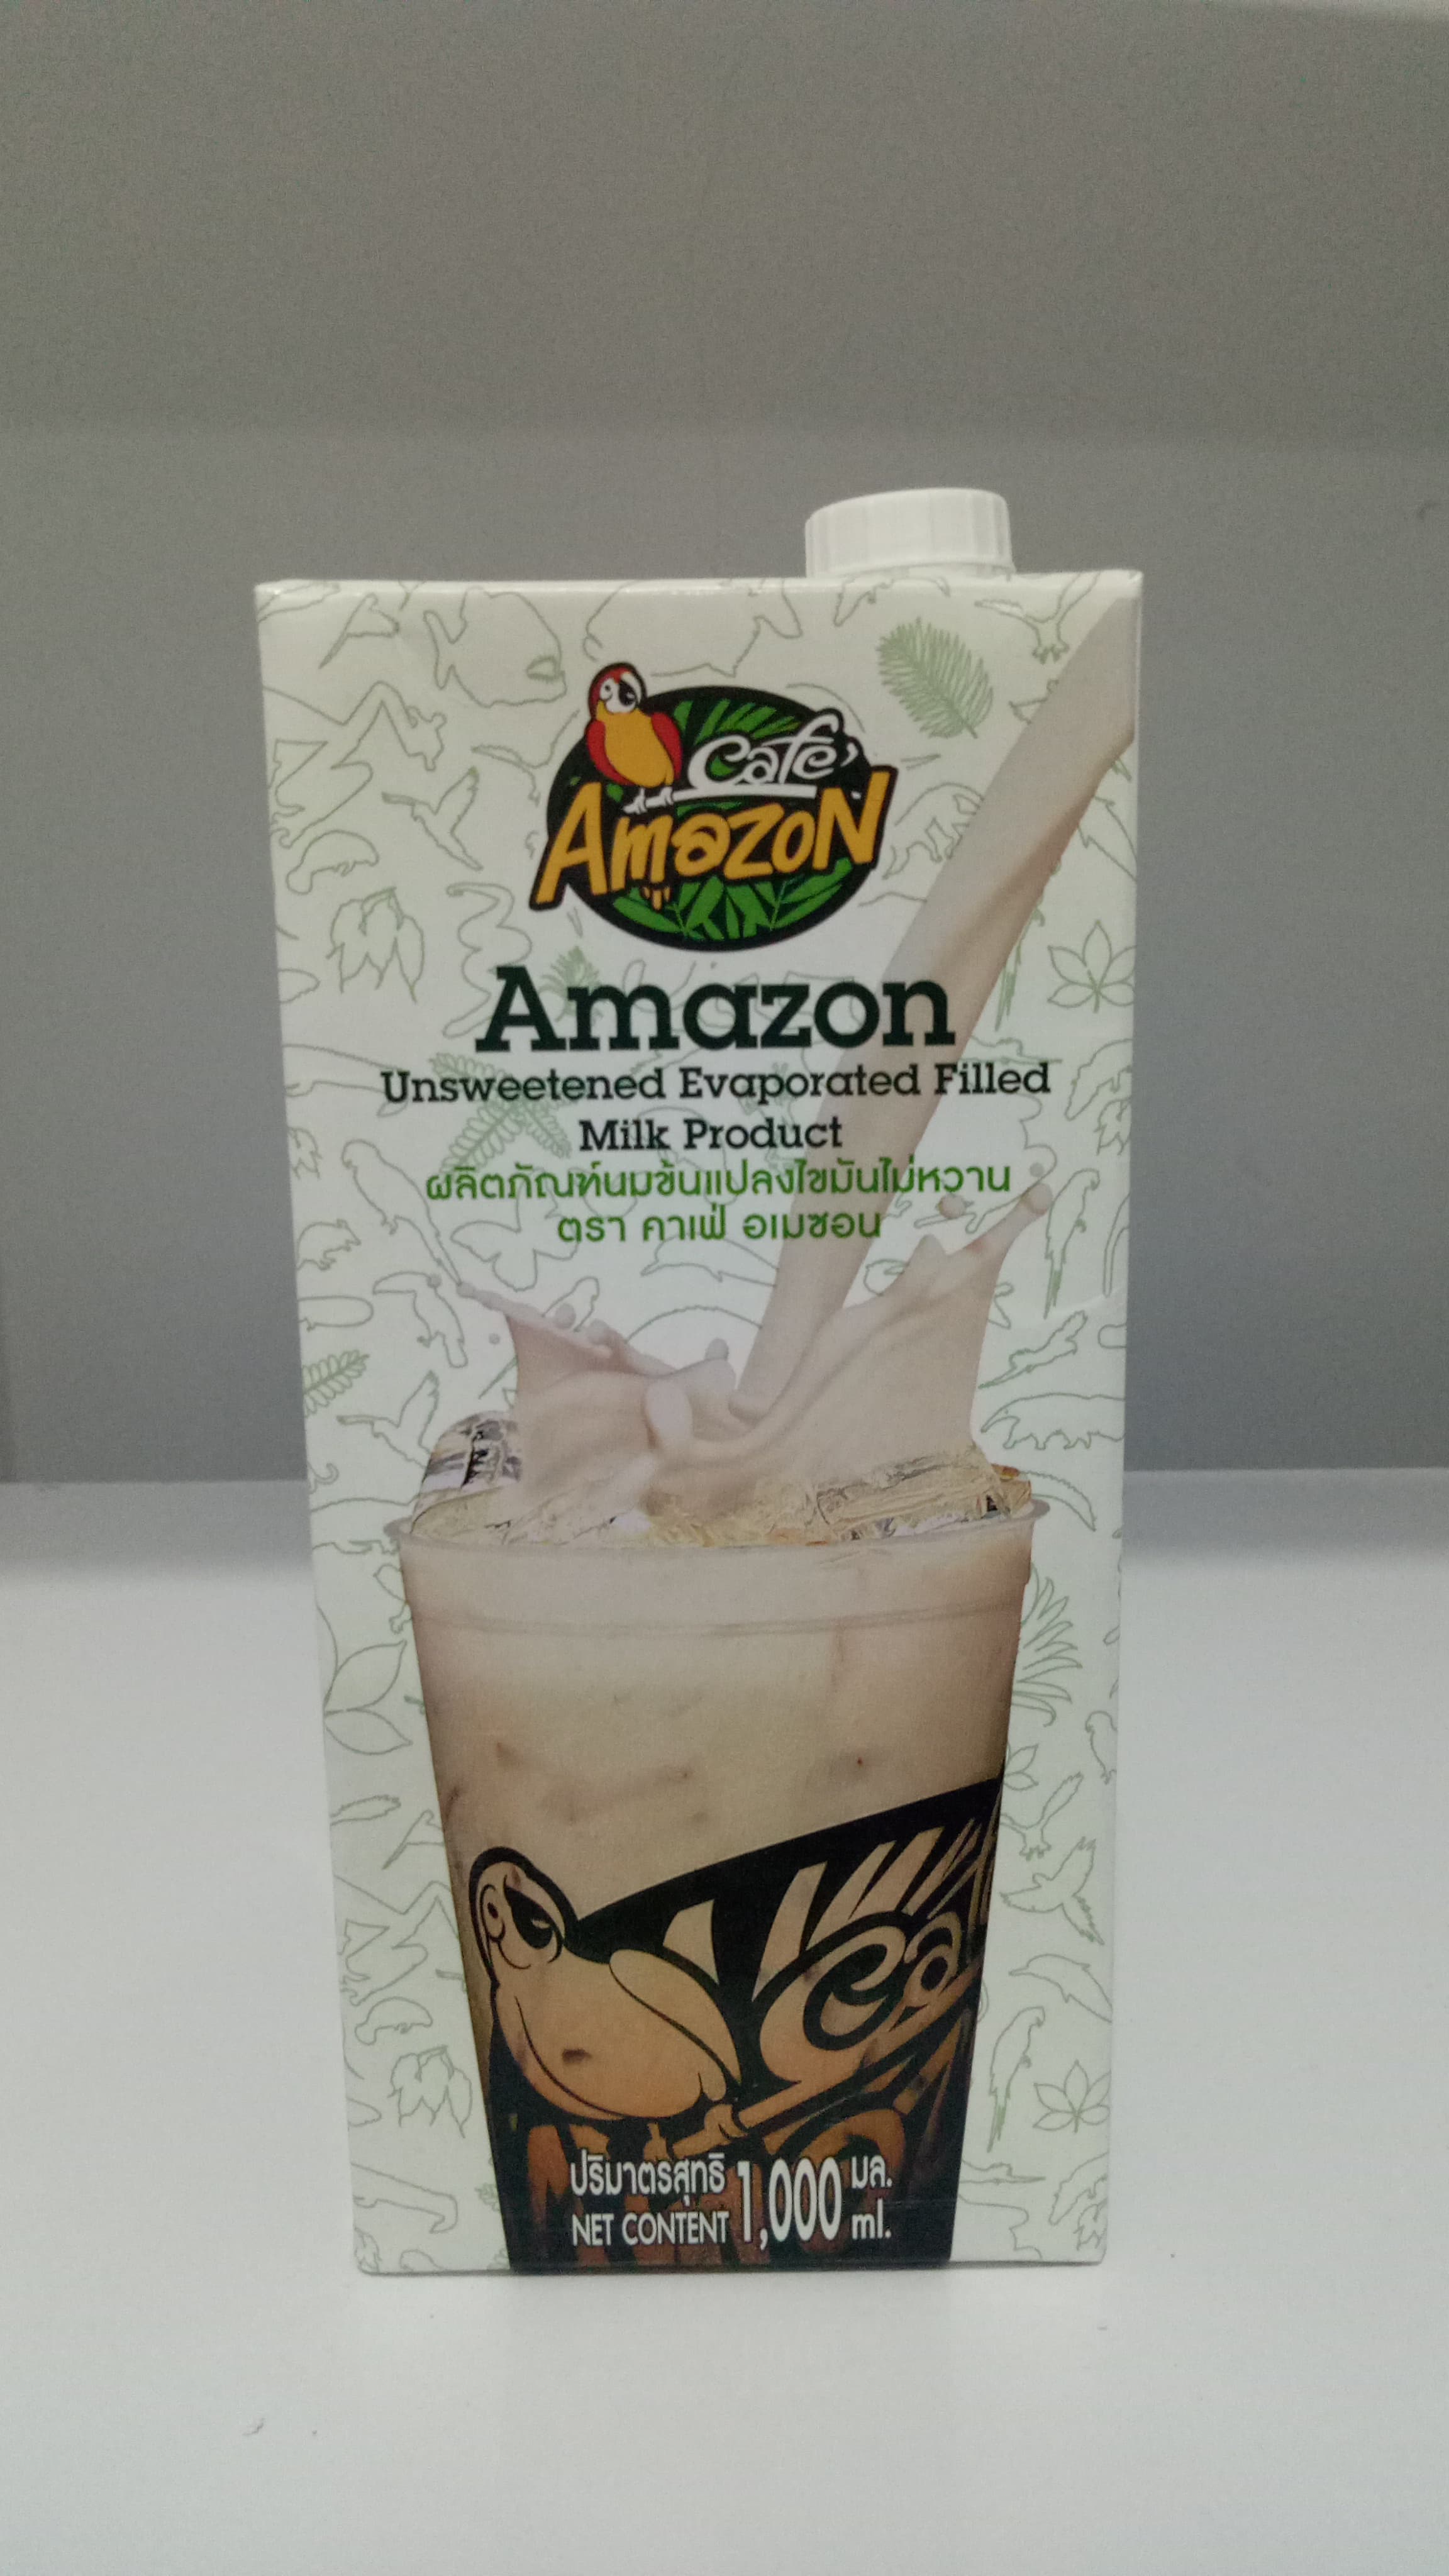 Café
AmazoN
Amazon
Unsweetened Evaporated Filled
Milk Product
ผลิตภัณฑ์นมข้นแปลงไขมันไม่หวาน
ตรา คาเฟ่ อเมซอน
ปริมาตรสุทธิ 1,000 มล.
NET CONTENT ml.